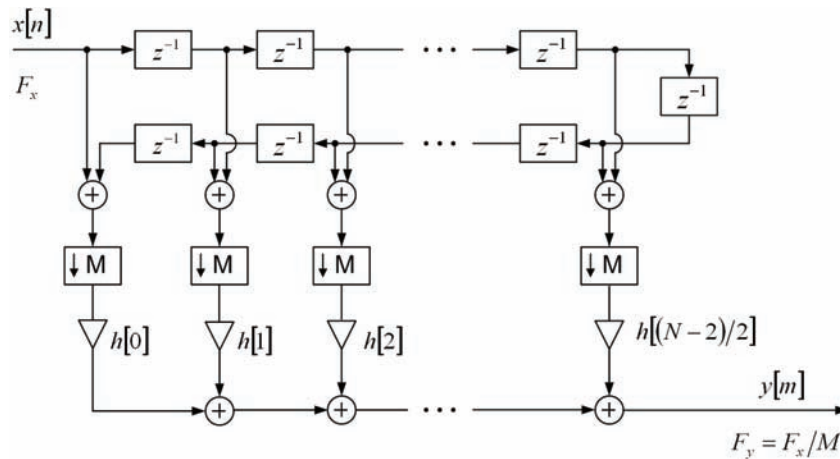 x[n]
z⁻¹ z⁻¹ ··· z⁻¹
F_x
z⁻¹
z⁻¹ z⁻¹ ··· z⁻¹
+ + + +
↓ M ↓ M ↓ M ↓ M
h[0] h[1] h[2] h[(N−2)/2]
y[m]
+ + ··· +
F_y = F_x/M